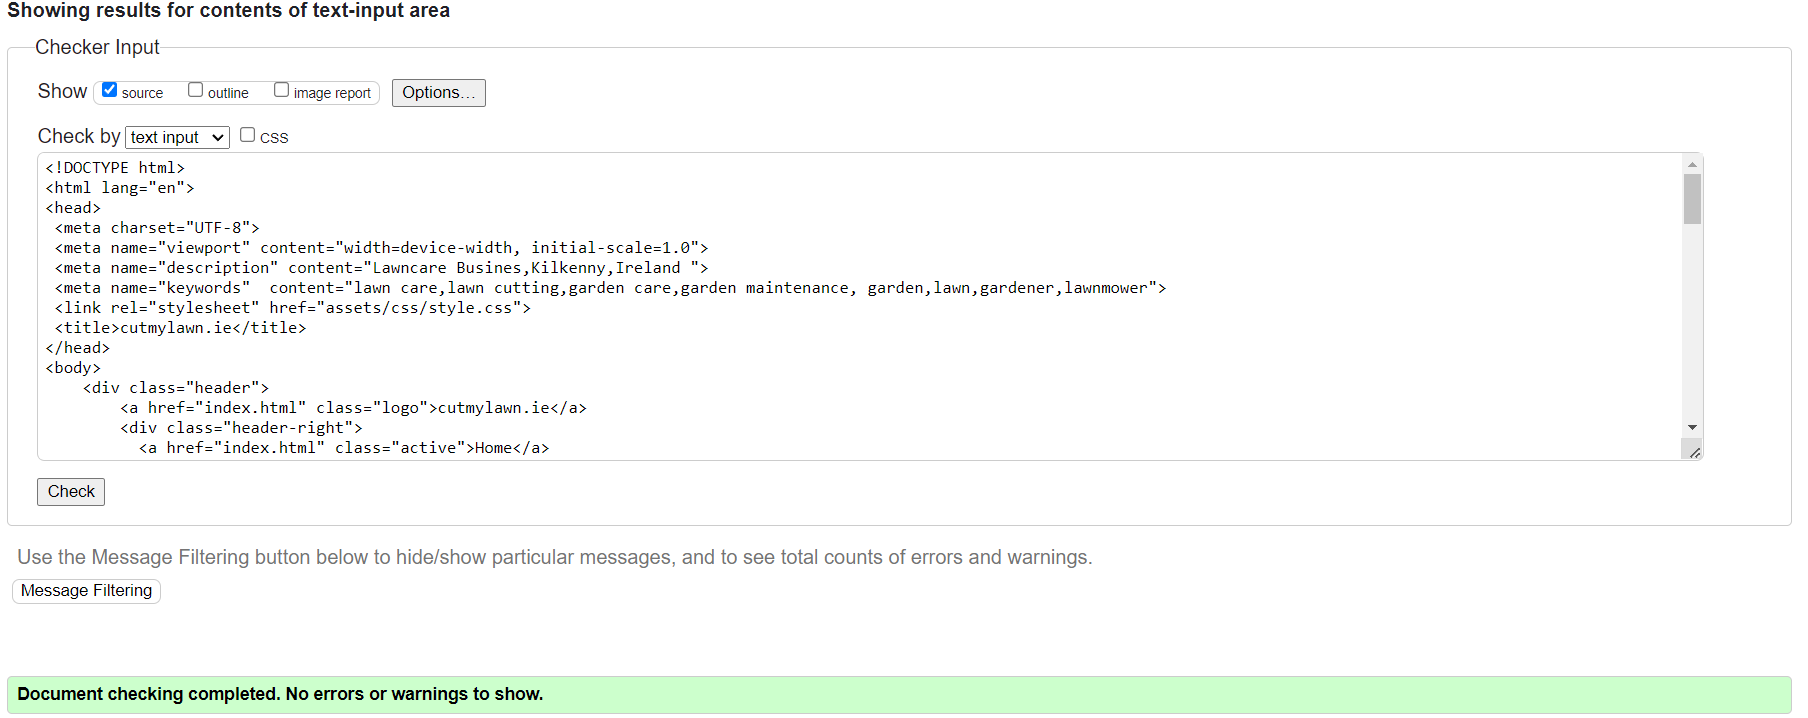 Showing results for contents of text-input area
Checker Input
Show source outline image report Options...
Check by text input CSS
<!DOCTYPE html>
<html lang="en">
<head>
<meta charset="UTF-8">
<meta name="viewport" content="width=device-width, initial-scale=1.0">
<meta name="description" content="Lawncare Busines,Kilkenny,Ireland ">
<meta name="keywords"  content="lawn care,lawn cutting,garden care,garden maintenance, garden,lawn,gardener,lawnmower">
<link rel="stylesheet" href="assets/css/style.css">
<title>cutmylawn.ie</title>
</head>
<body>
<div class="header">
<a href="index.html" class="logo">cutmylawn.ie</a>
<div class="header-right">
<a href="index.html" class="active">Home</a>
Check
Use the Message Filtering button below to hide/show particular messages, and to see total counts of errors and warnings.
Message Filtering
Document checking completed. No errors or warnings to show.